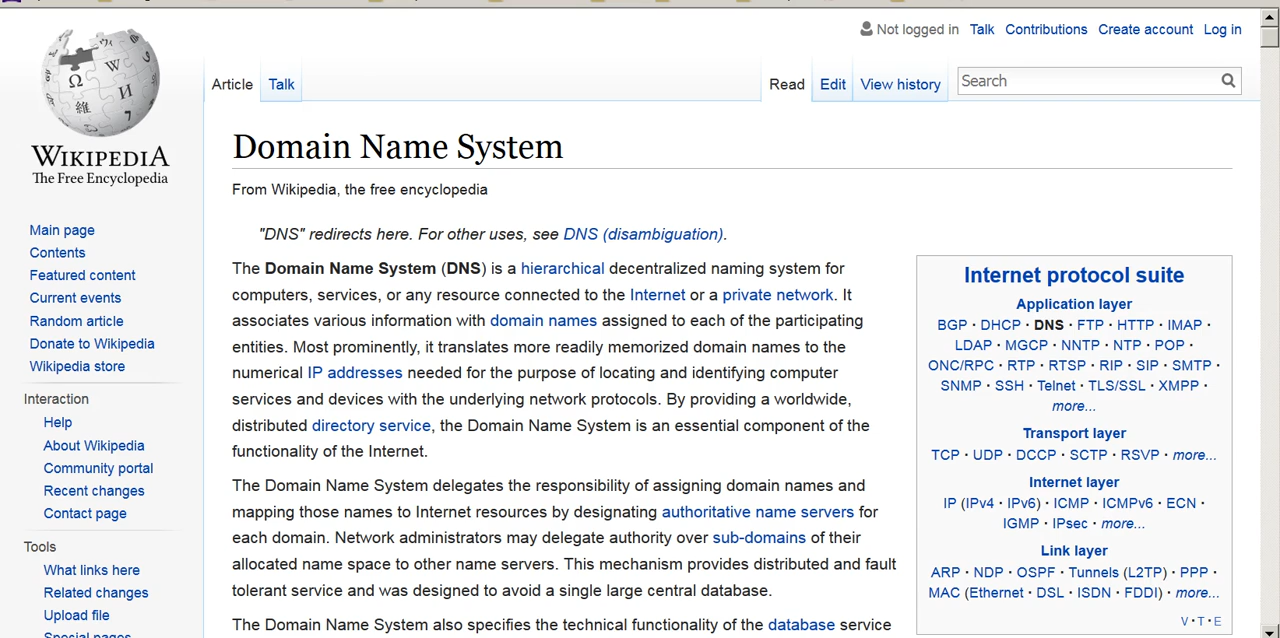 Not logged in Talk Contributions Create account Log in
Article Talk Read Edit View history Search
WIKIPEDIA
The Free Encyclopedia
Main page
Contents
Featured content
Current events
Random article
Donate to Wikipedia
Wikipedia store
Interaction
Help
About Wikipedia
Community portal
Recent changes
Contact page
Tools
What links here
Related changes
Upload file
Special pages
Domain Name System
From Wikipedia, the free encyclopedia
"DNS" redirects here. For other uses, see DNS (disambiguation).
The Domain Name System (DNS) is a hierarchical decentralized naming system for
computers, services, or any resource connected to the Internet or a private network. It
associates various information with domain names assigned to each of the participating
entities. Most prominently, it translates more readily memorized domain names to the
numerical IP addresses needed for the purpose of locating and identifying computer
services and devices with the underlying network protocols. By providing a worldwide,
distributed directory service, the Domain Name System is an essential component of the
functionality of the Internet.
The Domain Name System delegates the responsibility of assigning domain names and
mapping those names to Internet resources by designating authoritative name servers for
each domain. Network administrators may delegate authority over sub-domains of their
allocated name space to other name servers. This mechanism provides distributed and fault
tolerant service and was designed to avoid a single large central database.
The Domain Name System also specifies the technical functionality of the database service
Internet protocol suite
Application layer
BGP · DHCP · DNS · FTP · HTTP · IMAP ·
LDAP · MGCP · NNTP · NTP · POP ·
ONC/RPC · RTP · RTSP · RIP · SIP · SMTP ·
SNMP · SSH · Telnet · TLS/SSL · XMPP ·
more...
Transport layer
TCP · UDP · DCCP · SCTP · RSVP · more...
Internet layer
IP (IPv4 · IPv6) · ICMP · ICMPv6 · ECN ·
IGMP · IPsec · more...
Link layer
ARP · NDP · OSPF · Tunnels (L2TP) · PPP ·
MAC (Ethernet · DSL · ISDN · FDDI) · more...
V · T · E